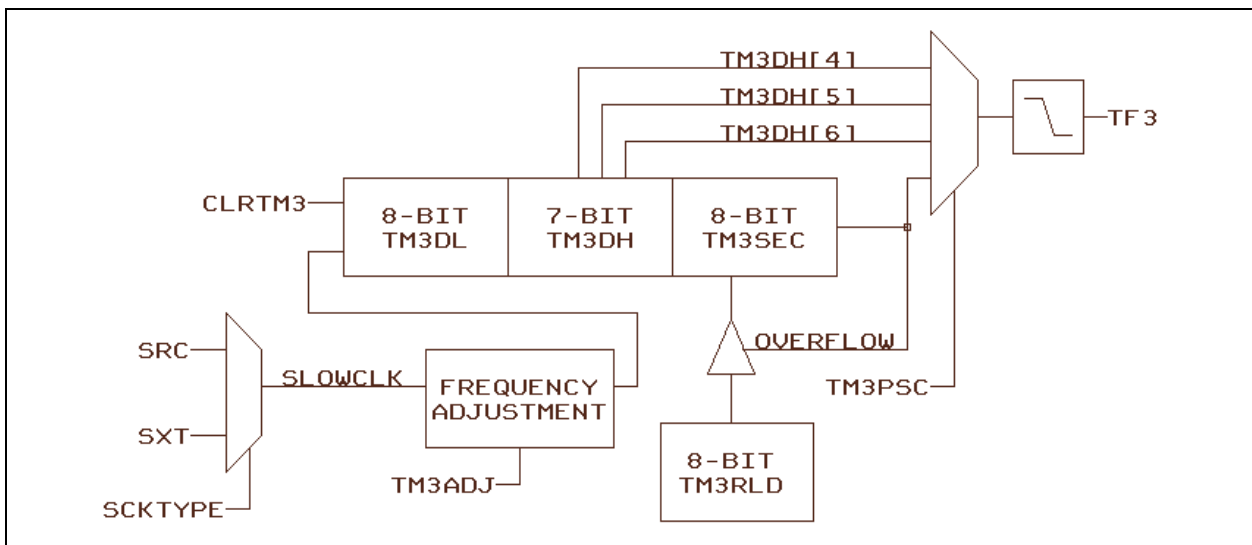 TM3DH[4]
TM3DH[5]
TM3DH[6]
TF3
CLRTM3
8-BIT
TM3DL
7-BIT
TM3DH
8-BIT
TM3SEC
SRC
SLOWCLK
FREQUENCY
ADJUSTMENT
OVERFLOW
TM3PSC
SXT
TM3ADJ
8-BIT
TM3RLD
SCKTYPE